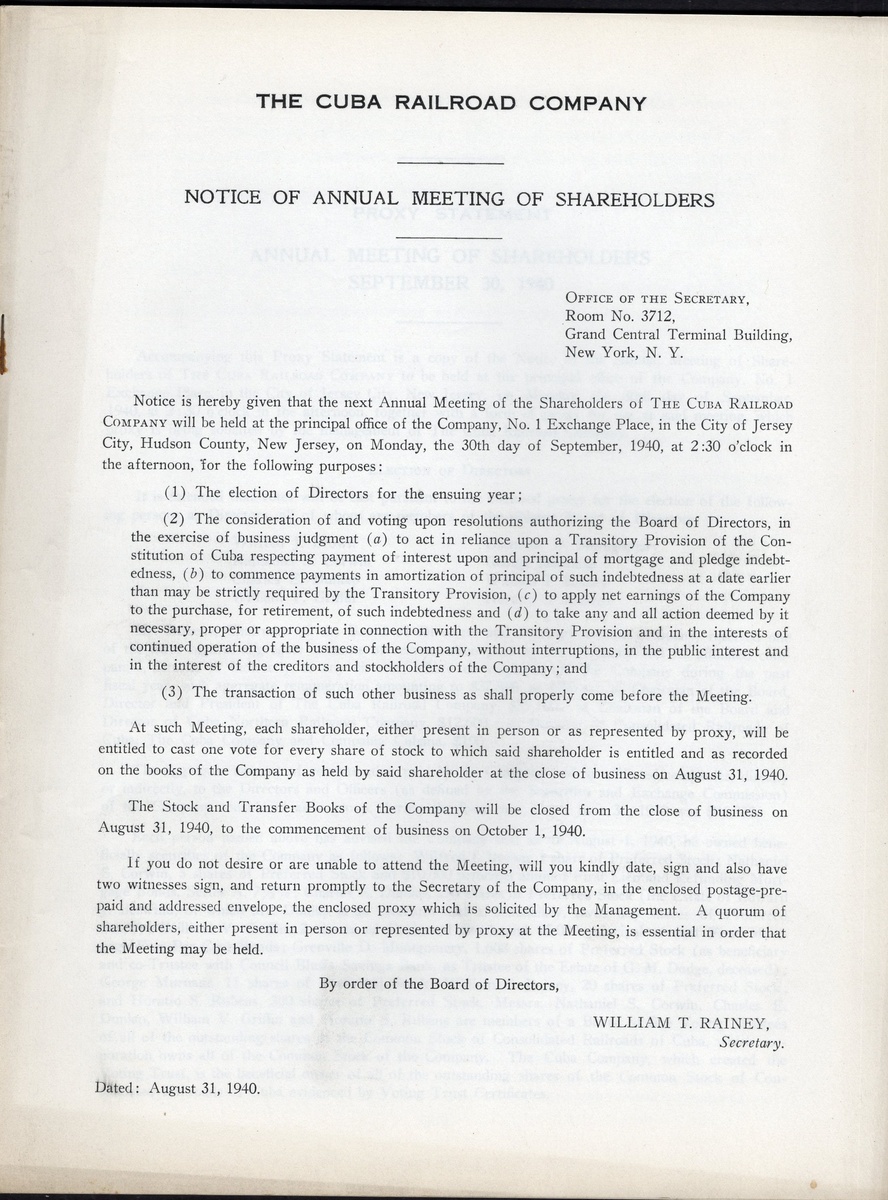 THE CUBA RAILROAD COMPANY
NOTICE OF ANNUAL MEETING OF SHAREHOLDERS
OFFICE OF THE SECRETARY,
Room No. 3712,
Grand Central Terminal Building,
New York, N. Y.
Notice is hereby given that the next Annual Meeting of the Shareholders of THE CUBA RAILROAD
COMPANY will be held at the principal office of the Company, No. 1 Exchange Place, in the City of Jersey
City, Hudson County, New Jersey, on Monday, the 30th day of September, 1940, at 2:30 o'clock in
the afternoon, for the following purposes:
(1) The election of Directors for the ensuing year;
(2) The consideration of and voting upon resolutions authorizing the Board of Directors, in
the exercise of business judgment (a) to act in reliance upon a Transitory Provision of the Con-
stitution of Cuba respecting payment of interest upon and principal of mortgage and pledge indebt-
edness, (b) to commence payments in amortization of principal of such indebtedness at a date earlier
than may be strictly required by the Transitory Provision, (c) to apply net earnings of the Company
to the purchase, for retirement, of such indebtedness and (d) to take any and all action deemed by it
necessary, proper or appropriate in connection with the Transitory Provision and in the interests of
continued operation of the business of the Company, without interruptions, in the public interest and
in the interest of the creditors and stockholders of the Company; and
(3) The transaction of such other business as shall properly come before the Meeting.
At such Meeting, each shareholder, either present in person or as represented by proxy, will be
entitled to cast one vote for every share of stock to which said shareholder is entitled and as recorded
on the books of the Company as held by said shareholder at the close of business on August 31, 1940.
The Stock and Transfer Books of the Company will be closed from the close of business on
August 31, 1940, to the commencement of business on October 1, 1940.
If you do not desire or are unable to attend the Meeting, will you kindly date, sign and also have
two witnesses sign, and return promptly to the Secretary of the Company, in the enclosed postage-pre-
paid and addressed envelope, the enclosed proxy which is solicited by the Management. A quorum of
shareholders, either present in person or represented by proxy at the Meeting, is essential in order that
the Meeting may be held.
By order of the Board of Directors,
WILLIAM T. RAINEY,
Secretary.
Dated: August 31, 1940.